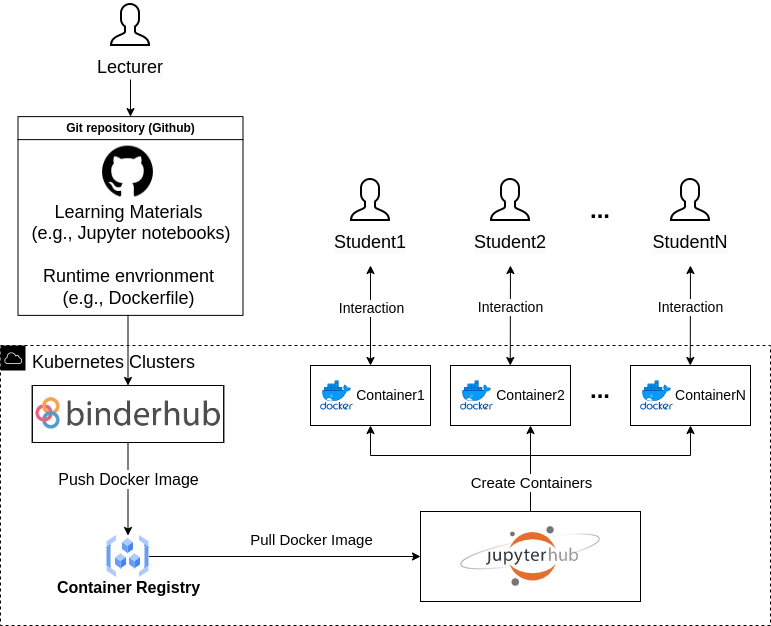 Lecturer
Git repository (Github)
Learning Materials
(e.g., Jupyter notebooks)
Runtime envrionment
(e.g., Dockerfile)
Student1
Student2
...
StudentN
Interaction
Interaction
Interaction
Kubernetes Clusters
binderhub
docker
Container1
docker
Container2
...
docker
ContainerN
Push Docker Image
Create Containers
Pull Docker Image
jupyterhub
Container Registry